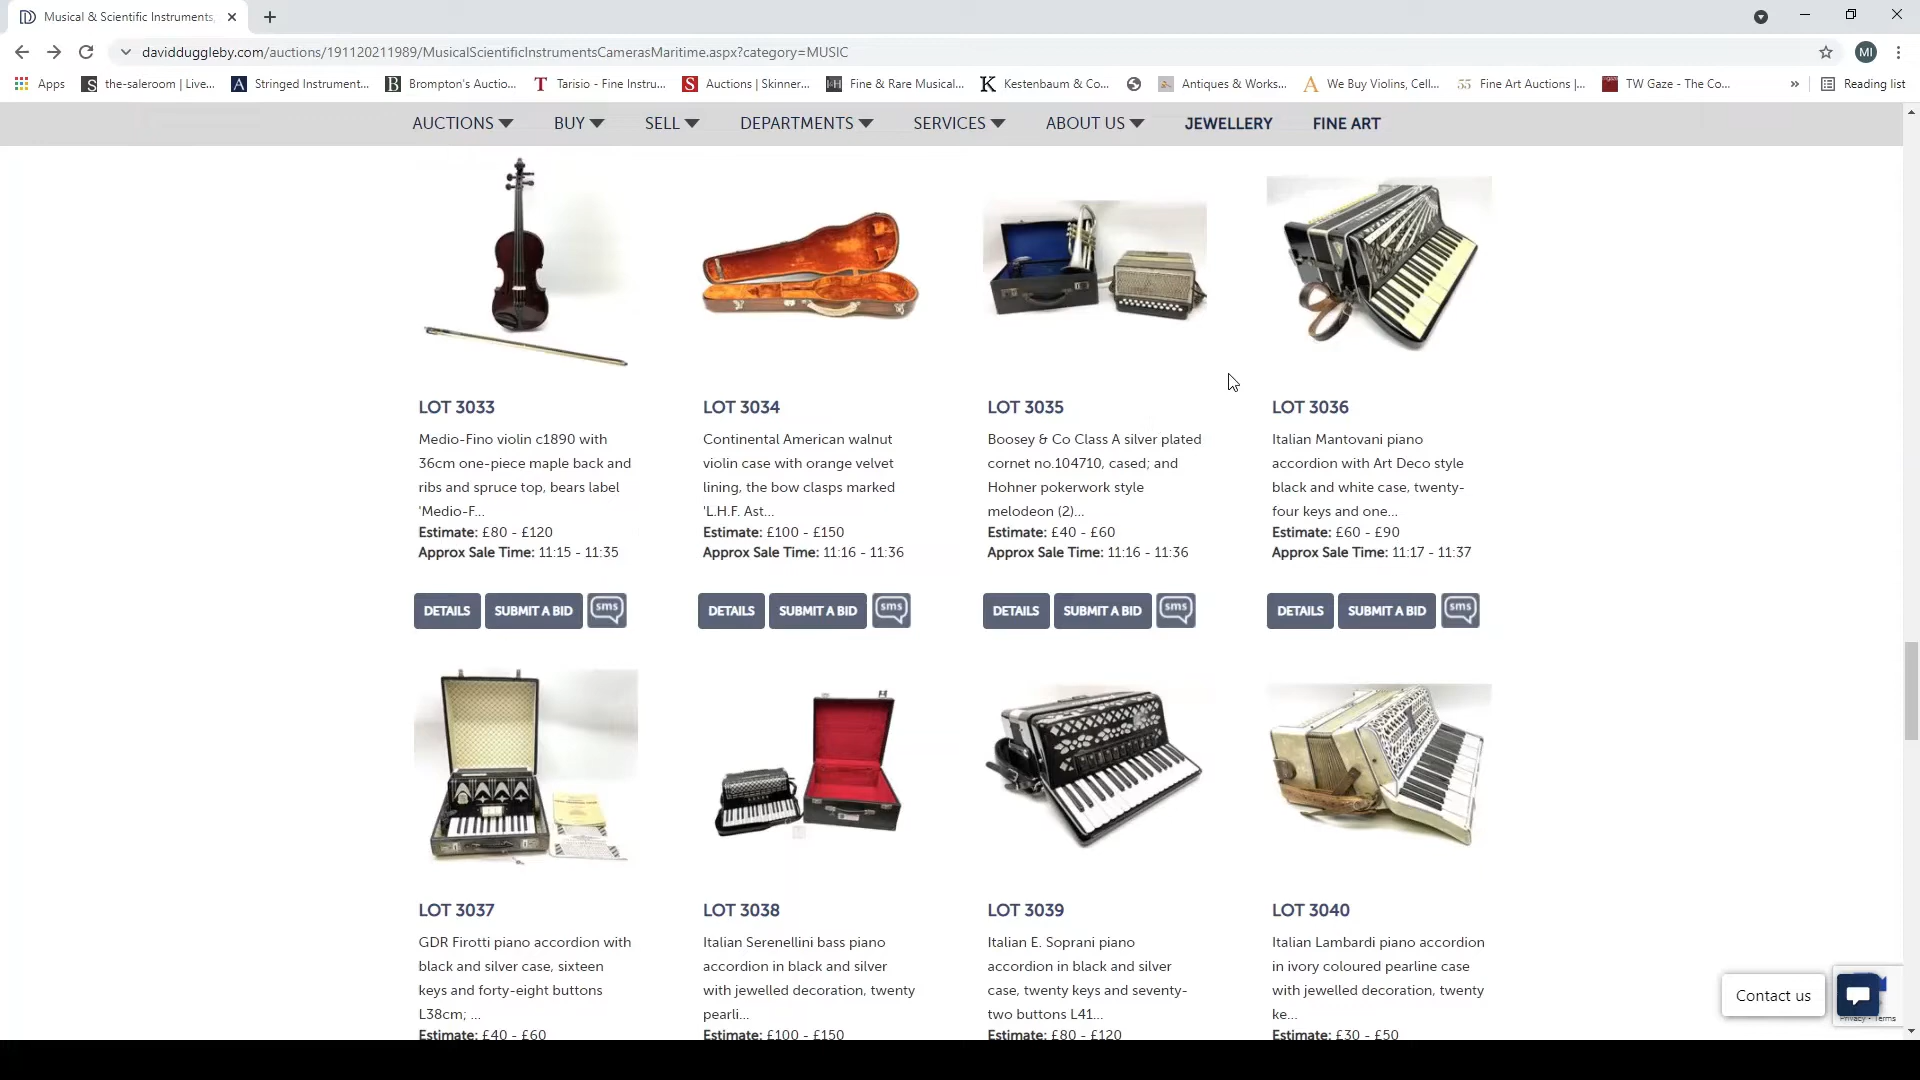 Musical & Scientific Instruments,
davidduggleby.com/auctions/191120211989/MusicalScientificInstrumentsCamerasMaritime.aspx?category=MUSIC
MI
Apps
the-saleroom | Live...
Stringed Instrument...
Brompton's Auctio...
Tarisio - Fine Instru...
Auctions | Skinner...
Fine & Rare Musical...
Kestenbaum & Co...
Antiques & Works...
We Buy Violins, Cell...
Fine Art Auctions |...
TW Gaze - The Co...
»
Reading list
AUCTIONS
BUY
SELL
DEPARTMENTS
SERVICES
ABOUT US
JEWELLERY
FINE ART
LOT 3033
Medio-Fino violin c1890 with
36cm one-piece maple back and
ribs and spruce top, bears label
'Medio-F...
Estimate: £80 - £120
Approx Sale Time: 11:15 - 11:35
DETAILS
SUBMIT A BID
sms
LOT 3034
Continental American walnut
violin case with orange velvet
lining, the bow clasps marked
'L.H.F. Ast...
Estimate: £100 - £150
Approx Sale Time: 11:16 - 11:36
DETAILS
SUBMIT A BID
sms
LOT 3035
Boosey & Co Class A silver plated
cornet no.104710, cased; and
Hohner pokerwork style
melodeon (2)...
Estimate: £40 - £60
Approx Sale Time: 11:16 - 11:36
DETAILS
SUBMIT A BID
sms
LOT 3036
Italian Mantovani piano
accordion with Art Deco style
black and white case, twenty-
four keys and one...
Estimate: £60 - £90
Approx Sale Time: 11:17 - 11:37
DETAILS
SUBMIT A BID
sms
LOT 3037
GDR Firotti piano accordion with
black and silver case, sixteen
keys and forty-eight buttons
L38cm; ...
Estimate: £40 - £60
LOT 3038
Italian Serenellini bass piano
accordion in black and silver
with jewelled decoration, twenty
pearli...
Estimate: £100 - £150
LOT 3039
Italian E. Soprani piano
accordion in black and silver
case, twenty keys and seventy-
two buttons L41...
Estimate: £80 - £120
LOT 3040
Italian Lambardi piano accordion
in ivory coloured pearline case
with jewelled decoration, twenty
ke...
Estimate: £30 - £50
Contact us
Privacy - Terms